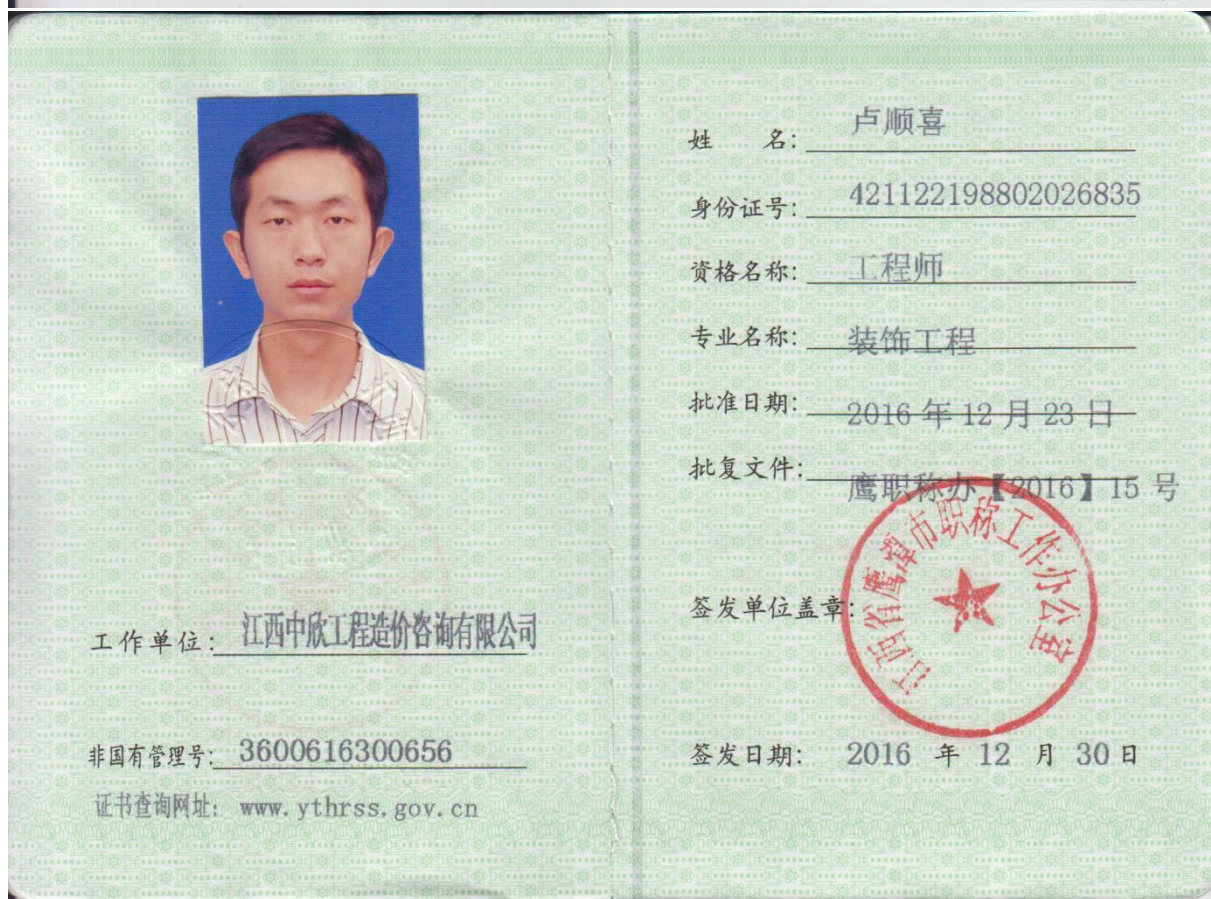 姓 名: 卢顺喜
身份证号: 421122198802026835
资格名称: 工程师
专业名称: 装饰工程
批准日期: 2016 年 12 月 23 日
批复文件: 鹰职称办【2016】15 号
签发单位盖章:
江西省鹰潭市职称工作办公室
签发日期: 2016 年 12 月 30 日
工作单位: 江西中欣工程造价咨询有限公司
非国有管理号: 3600616300656
证书查询网址: www.ythrss.gov.cn